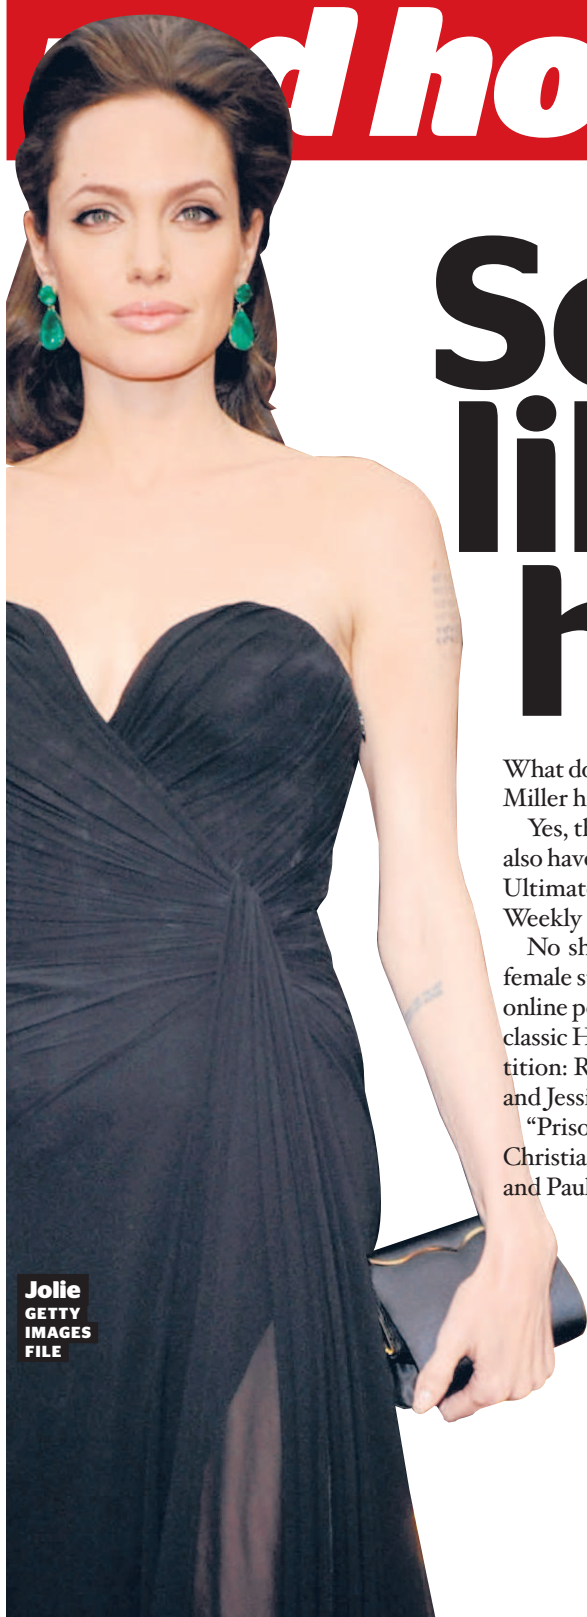 ho
So
li
h
What do
Miller h
Yes, th
also have
Ultimat
Weekly
No sh
female s
online p
classic H
tition: R
and Jessi
“Priso
Christia
and Paul
Jolie
GETTY
IMAGES
FILE